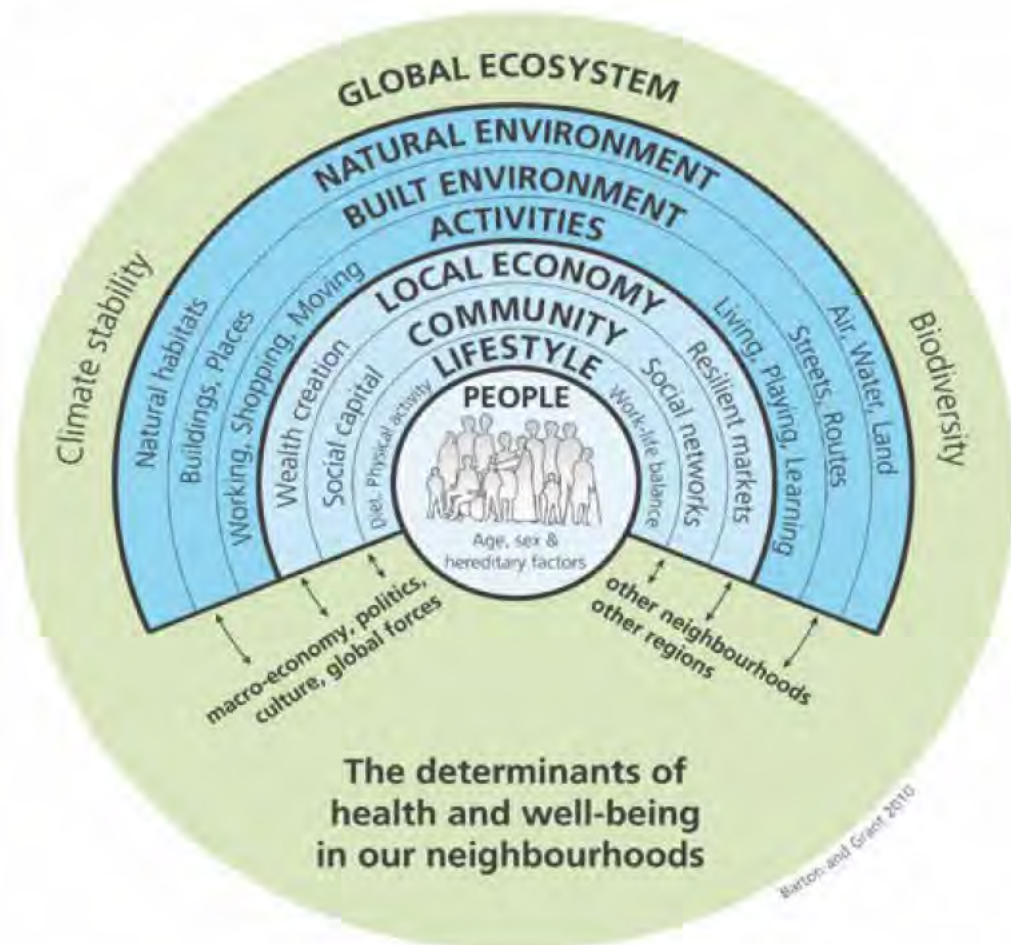 GLOBAL ECOSYSTEM
NATURAL ENVIRONMENT
BUILT ENVIRONMENT
ACTIVITIES
LOCAL ECONOMY
COMMUNITY
LIFESTYLE
PEOPLE
Climate stability
Natural habitats
Buildings, Places
Working, Shopping, Moving
Wealth creation
Social capital
Diet, Physical activity
Work-life balance
Social networks
Resilient markets
Living, Playing, Learning
Streets, Routes
Air, Water, Land
Biodiversity
Age, sex &
hereditary factors
macro-economy, politics,
culture, global forces
other neighbourhoods
other regions
The determinants of
health and well-being
in our neighbourhoods
Barton and Grant 2010